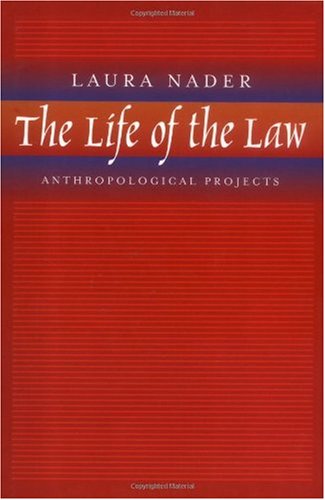 LAURA NADER
The Life of the Law
ANTHROPOLOGICAL PROJECTS